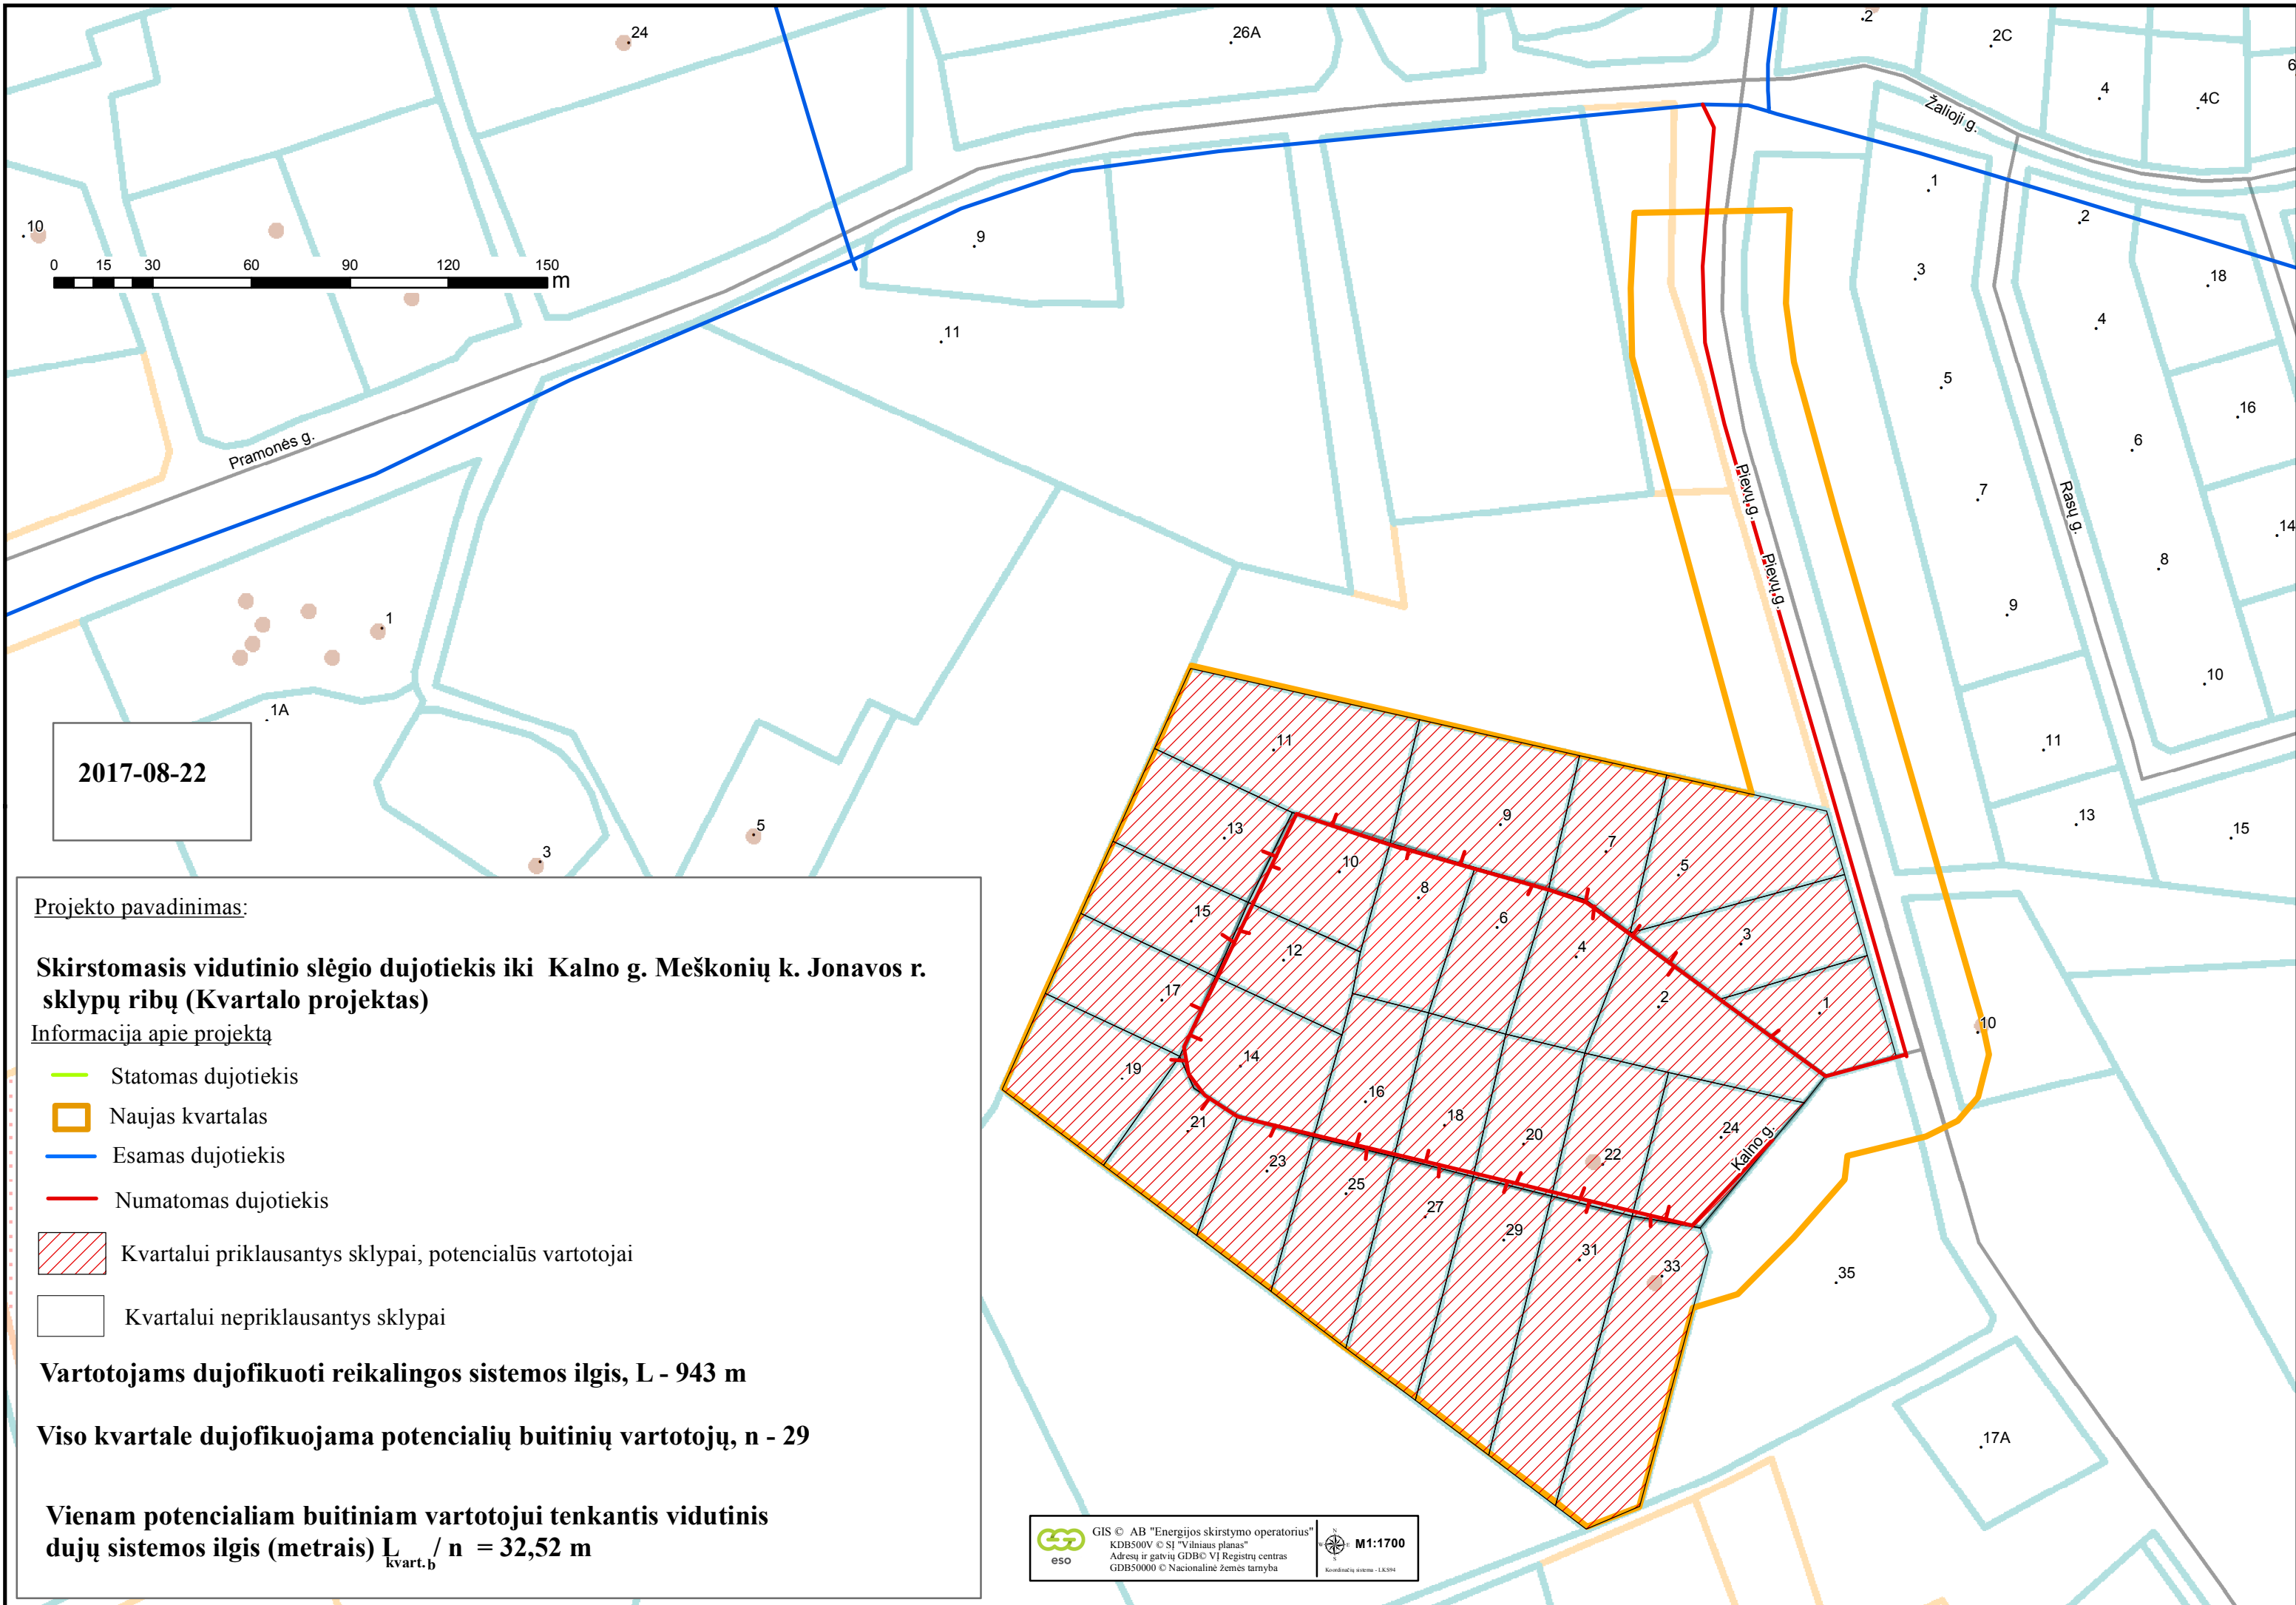 24
26A
2
2C
6
4
4C
Žalioji g.
10
0 15 30 60 90 120 150 m
9
11
1
2
3
18
4
5
16
6
7
14
8
9
10
11
13
15
Pramonės g.
Pievų g.
Pievų g.
Rasų g.
1
1A
3
5
2017-08-22
11
9
7
5
3
1
13
10
8
6
4
2
15
12
17
14
19
16
18
20
22
24
21
23
25
27
29
31
33
Kalno g.
10
35
17A
Projekto pavadinimas:
Skirstomasis vidutinio slėgio dujotiekis iki Kalno g. Meškonių k. Jonavos r.
sklypų ribų (Kvartalo projektas)
Informacija apie projektą
Statomas dujotiekis
Naujas kvartalas
Esamas dujotiekis
Numatomas dujotiekis
Kvartalui priklausantys sklypai, potencialūs vartotojai
Kvartalui nepriklausantys sklypai
Vartotojams dujofikuoti reikalingos sistemos ilgis, L - 943 m
Viso kvartale dujofikuojama potencialių buitinių vartotojų, n - 29
Vienam potencialiam buitiniam vartotojui tenkantis vidutinis
dujų sistemos ilgis (metrais) L kvart.b / n = 32,52 m
eso
GIS © AB "Energijos skirstymo operatorius"
KDB500V © SĮ "Vilniaus planas"
Adresų ir gatvių GDB© VĮ Registrų centras
GDB50000 © Nacionalinė žemės tarnyba
N
W E
S
M1:1700
Koordinačių sistema - LKS94